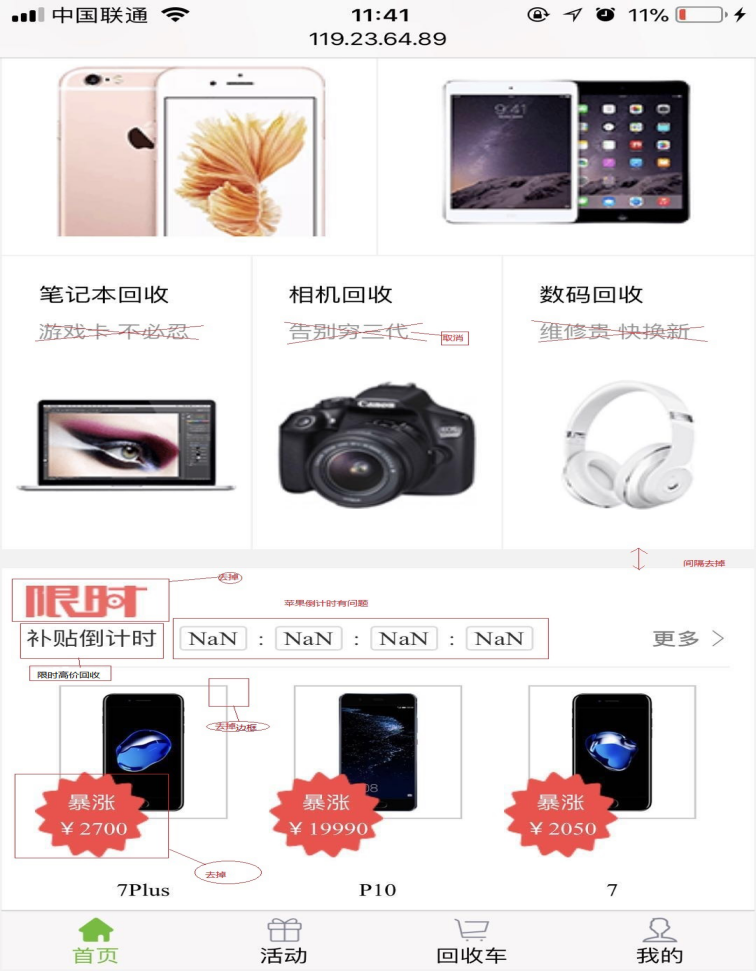 中国联通 11:41 11%
119.23.64.89
9:41
笔记本回收 相机回收 数码回收
游戏卡 不必忍 告别穷三代 维修贵 快换新
取消
Canon
EOS
间隔去掉
去掉
限时
苹果倒计时有问题
补贴倒计时 NaN : NaN : NaN : NaN 更多 >
限时高价回收
去掉边框
08
暴涨 暴涨 暴涨
¥2700 ¥19990 ¥2050
去掉
7Plus P10 7
首页 活动 回收车 我的